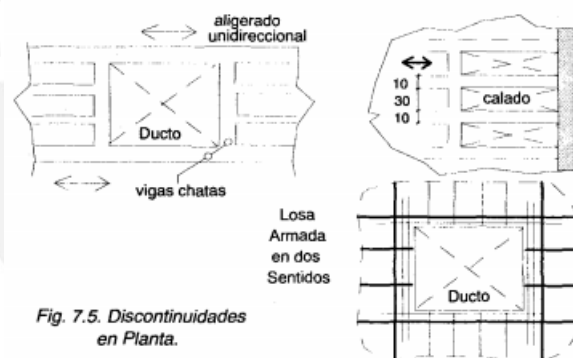 aligerado
unidireccional
Ducto
vigas chatas
10
30
10
calado
Losa
Armada
en dos
Sentidos
Ducto
Fig. 7.5. Discontinuidades
en Planta.